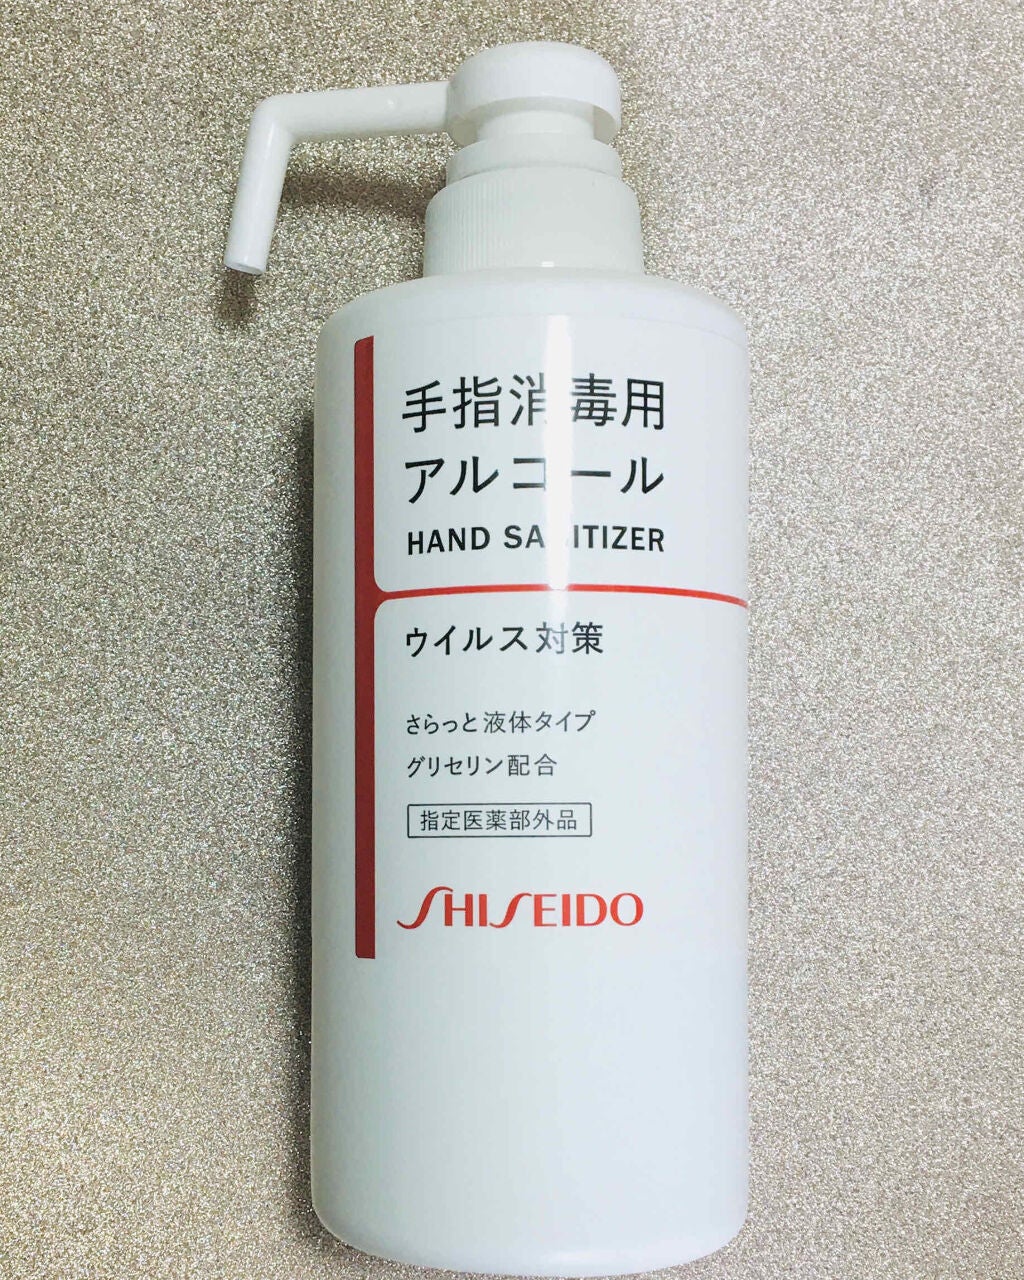 手指消毒用
アルコール
HAND SANITIZER
ウイルス対策
さらっと液体タイプ
グリセリン配合
指定医薬部外品
SHISEIDO